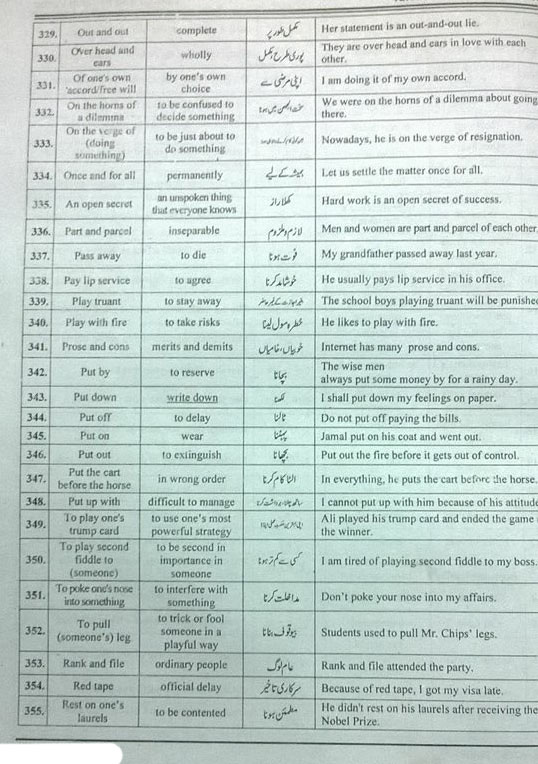 329. Out and out complete مکمل طور پر Her statement is an out-and-out lie.
330. Over head and ears wholly پوری طرح، مکمل They are over head and ears in love with each other.
331. Of one's own 'accord/free will by one's own choice اپنی مرضی سے I am doing it of my own accord.
332. On the horns of a dilemma to be confused to decide something سخت الجھن میں ہونا We were on the horns of a dilemma about going there.
333. On the verge of (doing something) to be just about to do something Nowadays, he is on the verge of resignation.
334. Once and for all permanently ہمیشہ کے لیے Let us settle the matter once for all.
335. An open secret an unspoken thing that everyone knows کھلا راز Hard work is an open secret of success.
336. Part and parcel inseparable لازم و ملزوم Men and women are part and parcel of each other.
337. Pass away to die فوت ہونا My grandfather passed away last year.
338. Pay lip service to agree خوشامد کرنا He usually pays lip service in his office.
339. Play truant to stay away The school boys playing truant will be punished
340. Play with fire to take risks خطرہ مول لینا He likes to play with fire.
341. Prose and cons merits and demits خوبیاں، خامیاں Internet has many prose and cons.
342. Put by to reserve بچانا The wise men always put some money by for a rainy day.
343. Put down write down لکھنا I shall put down my feelings on paper.
344. Put off to delay ٹالنا Do not put off paying the bills.
345. Put on wear پہننا Jamal put on his coat and went out.
346. Put out to extinguish بجھانا Put out the fire before it gets out of control.
347. Put the cart before the horse in wrong order الٹا کام کرنا In everything, he puts the cart before the horse.
348. Put up with difficult to manage I cannot put up with him because of his attitude
349. To play one's trump card to use one's most powerful strategy Ali played his trump card and ended the game the winner.
350. To play second fiddle to (someone) to be second in importance in someone کسی سے کم تر ہونا I am tired of playing second fiddle to my boss.
351. To poke one's nose into something to interfere with something مداخلت کرنا Don't poke your nose into my affairs.
352. To pull (someone's) leg to trick or fool someone in a playful way بیوقوف بنانا Students used to pull Mr. Chips' legs.
353. Rank and file ordinary people عام لوگ Rank and file attended the party.
354. Red tape official delay سرکاری تاخیر Because of red tape, I got my visa late.
355. Rest on one's laurels to be contented مطمئن ہونا He didn't rest on his laurels after receiving the Nobel Prize.